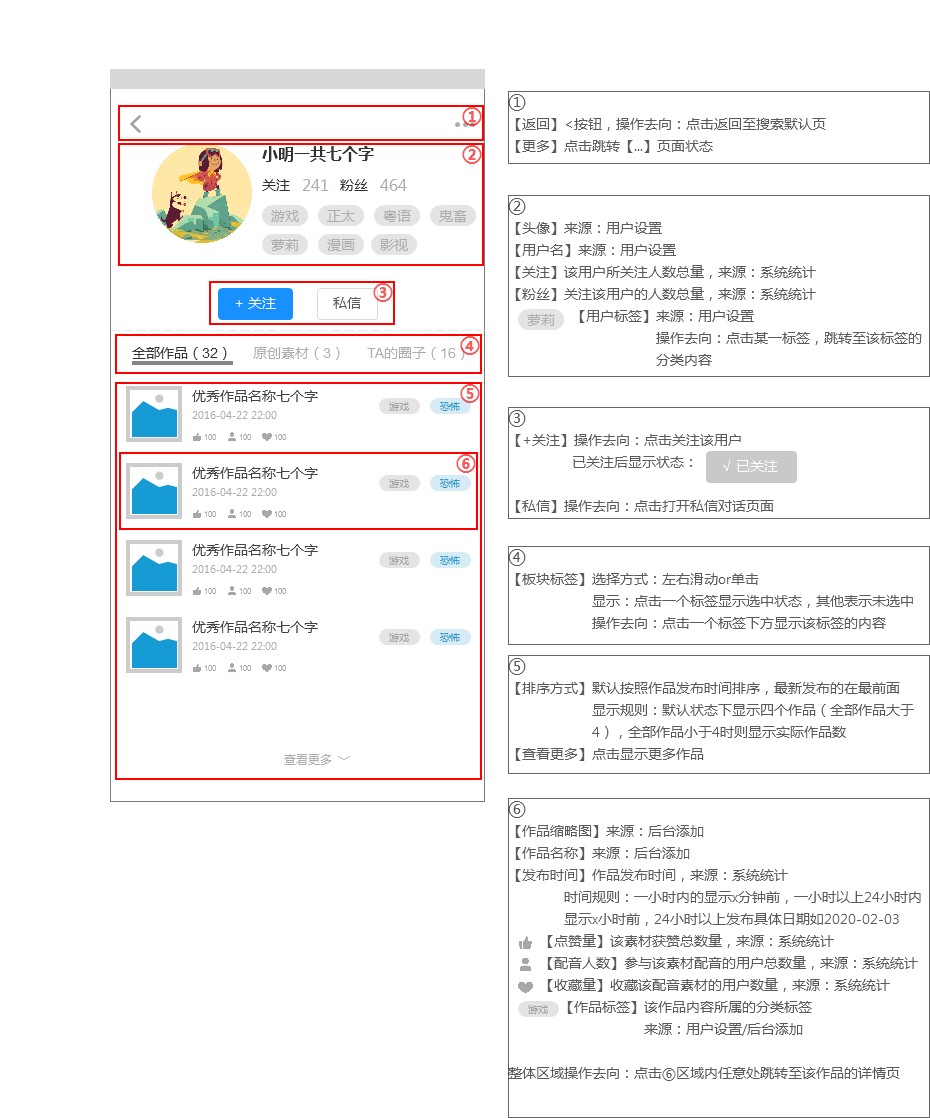 ①
②
小明一共七个字
关注 241 粉丝 464
游戏 正太 粤语 鬼畜
萝莉 漫画 影视
③
+ 关注 私信
④
全部作品（32） 原创素材（3） TA的圈子（16）
⑤
优秀作品名称七个字
2016-04-22 22:00
游戏 恐怖
100 100 100
⑥
优秀作品名称七个字
2016-04-22 22:00
游戏 恐怖
100 100 100
优秀作品名称七个字
2016-04-22 22:00
游戏 恐怖
100 100 100
优秀作品名称七个字
2016-04-22 22:00
游戏 恐怖
100 100 100
查看更多
①
【返回】<按钮，操作去向：点击返回至搜索默认页
【更多】点击跳转【...】页面状态
②
【头像】来源：用户设置
【用户名】来源：用户设置
【关注】该用户所关注人数总量，来源：系统统计
【粉丝】关注该用户的人数总量，来源：系统统计
萝莉 【用户标签】来源：用户设置
操作去向：点击某一标签，跳转至该标签的
分类内容
③
【+关注】操作去向：点击关注该用户
已关注后显示状态： √ 已关注
【私信】操作去向：点击打开私信对话页面
④
【板块标签】选择方式：左右滑动or单击
显示：点击一个标签显示选中状态，其他表示未选中
操作去向：点击一个标签下方显示该标签的内容
⑤
【排序方式】默认按照作品发布时间排序，最新发布的在最前面
显示规则：默认状态下显示四个作品（全部作品大于
4），全部作品小于4时则显示实际作品数
【查看更多】点击显示更多作品
⑥
【作品缩略图】来源：后台添加
【作品名称】来源：后台添加
【发布时间】作品发布时间，来源：系统统计
时间规则：一小时内的显示x分钟前，一小时以上24小时内
显示x小时前，24小时以上发布具体日期如2020-02-03
【点赞量】该素材获赞总数量，来源：系统统计
【配音人数】参与该素材配音的用户总数量，来源：系统统计
【收藏量】收藏该配音素材的用户数量，来源：系统统计
游戏 【作品标签】该作品内容所属的分类标签
来源：用户设置/后台添加
整体区域操作去向：点击⑥区域内任意处跳转至该作品的详情页